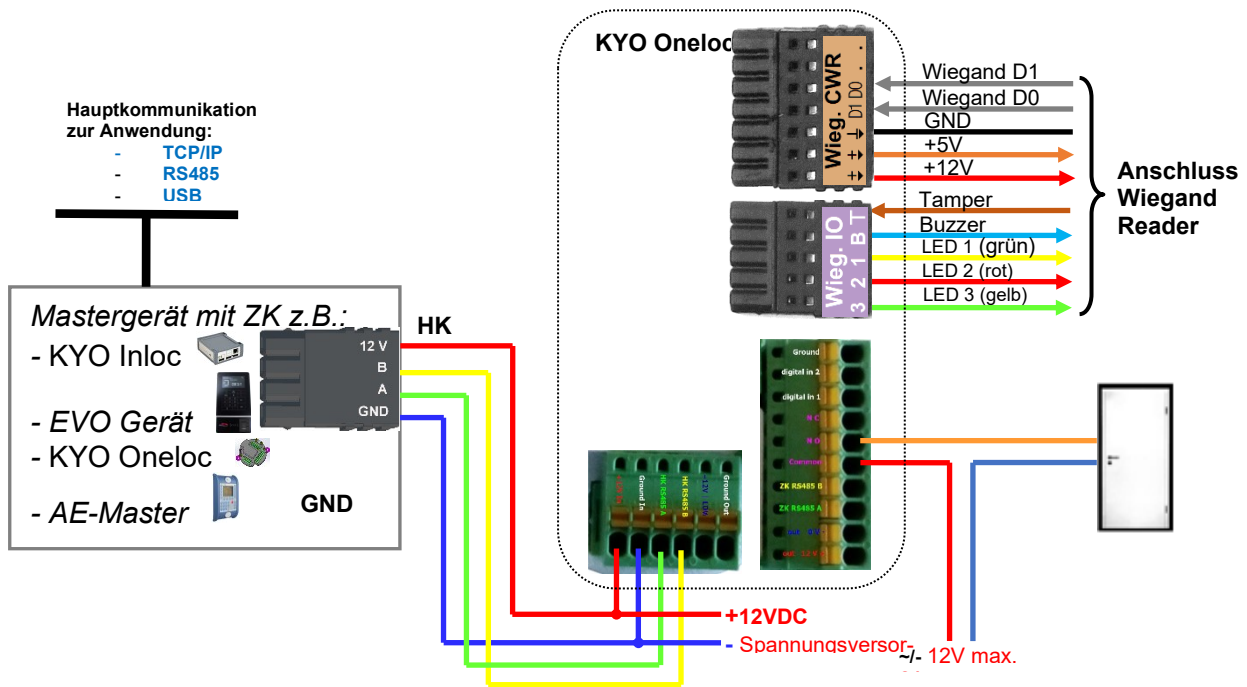 KYO Oneloc
Hauptkommunikation
zur Anwendung:
- TCP/IP
- RS485
- USB
Wieg. CWR
D1 D0 . .
Wiegand D1
Wiegand D0
GND
+5V
+12V
Wieg. IO
3 2 1 B T
Tamper
Buzzer
LED 1 (grün)
LED 2 (rot)
LED 3 (gelb)
Anschluss
Wiegand
Reader
Mastergerät mit ZK z.B.:
- KYO Inloc
- EVO Gerät
- KYO Oneloc
- AE-Master
HK
12 V
B
A
GND
GND
Ground
digital in 2
digital in 1
N C
N O
Common
ZK RS485 B
ZK RS485 A
out 0 V
out 12 V
Ground In
HK RS485 A
HK RS485 B
Ground Out
+12VDC
- Spannungsversor-
~/- 12V max.